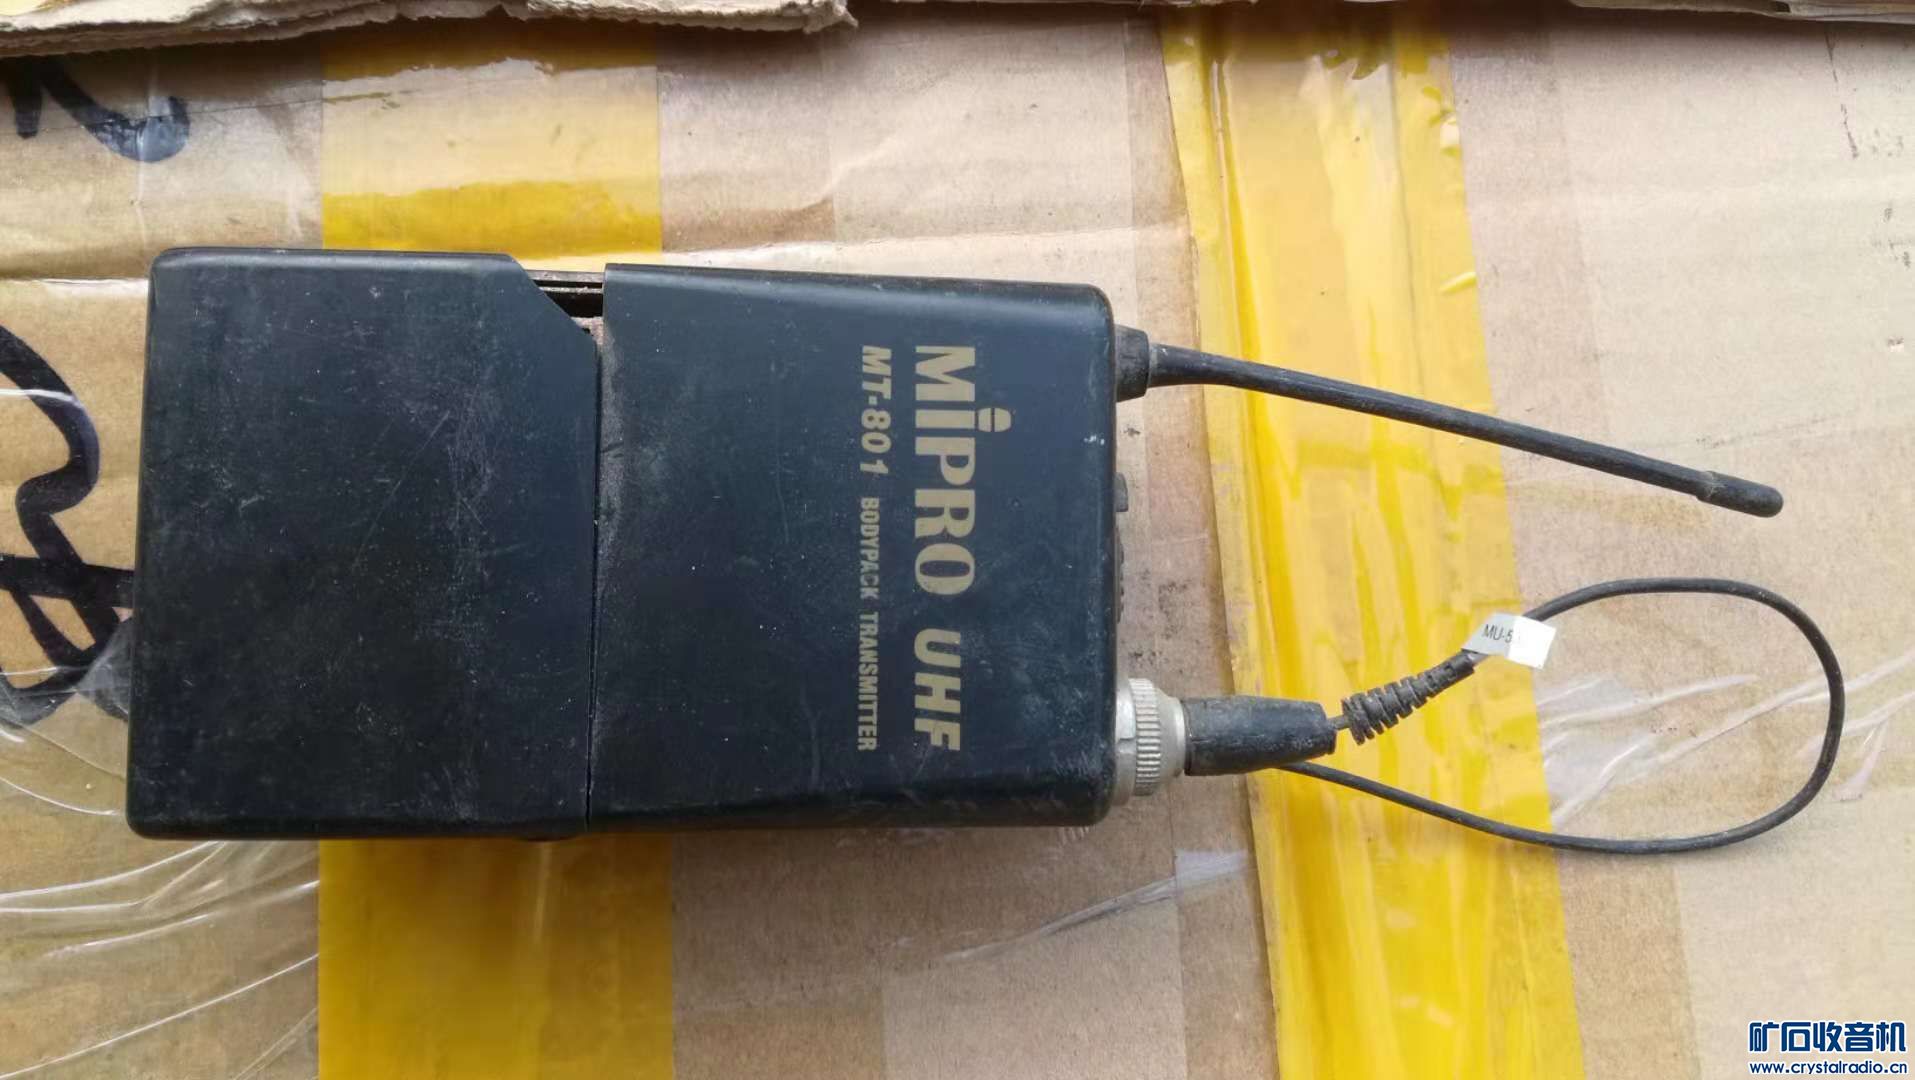 MiPRO UHF
MT-801 BODYPACK TRANSMITTER
MU-5
矿石收音机
www.crystalradio.cn